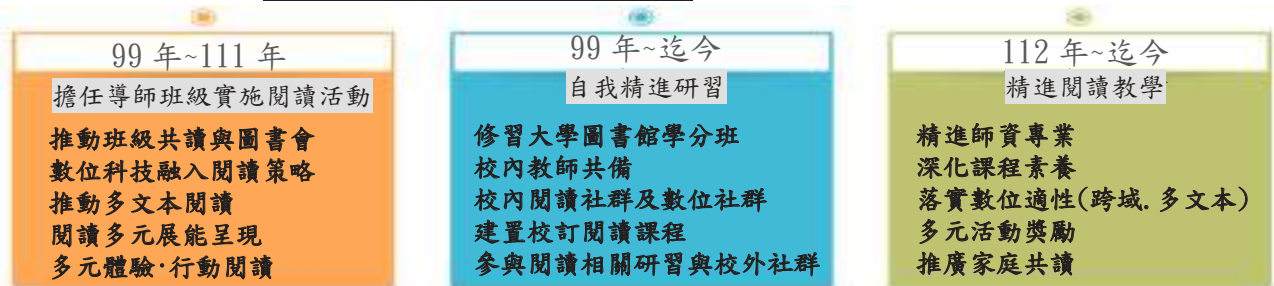 99 年~111 年
擔任導師班級實施閱讀活動
推動班級共讀與圖書會
數位科技融入閱讀策略
推動多文本閱讀
閱讀多元展能呈現
多元體驗·行動閱讀
99 年~迄今
自我精進研習
修習大學圖書館學分班
校內教師共備
校內閱讀社群及數位社群
建置校訂閱讀課程
參與閱讀相關研習與校外社群
112 年~迄今
精進閱讀教學
精進師資專業
深化課程素養
落實數位適性(跨域.多文本)
多元活動獎勵
推廣家庭共讀